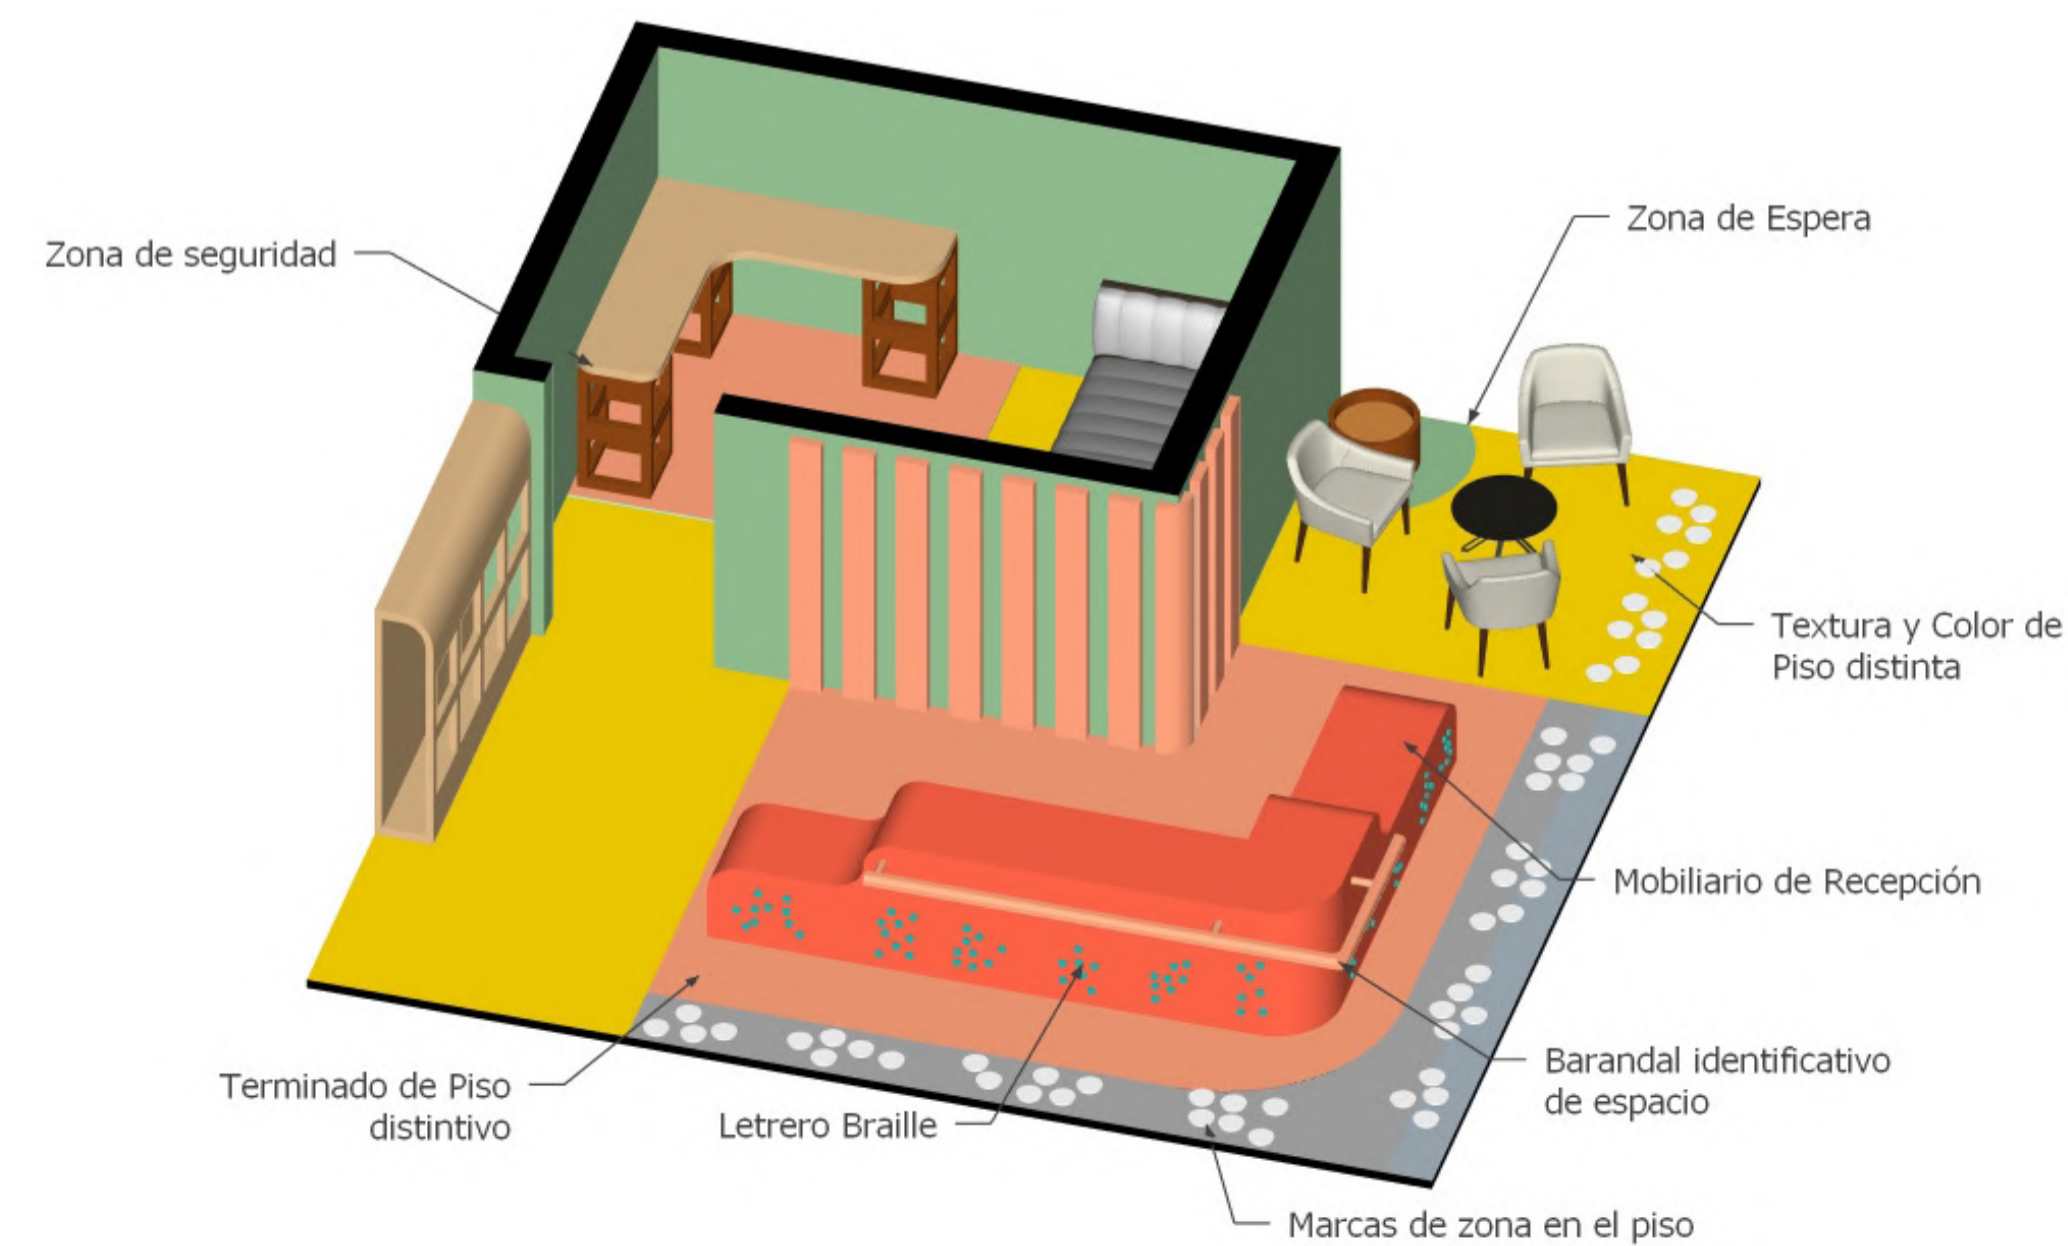 Zona de Espera
Zona de seguridad
Textura y Color de
Piso distinta
Mobiliario de Recepción
Barandal identificativo
de espacio
Terminado de Piso
distintivo
Letrero Braille
Marcas de zona en el piso